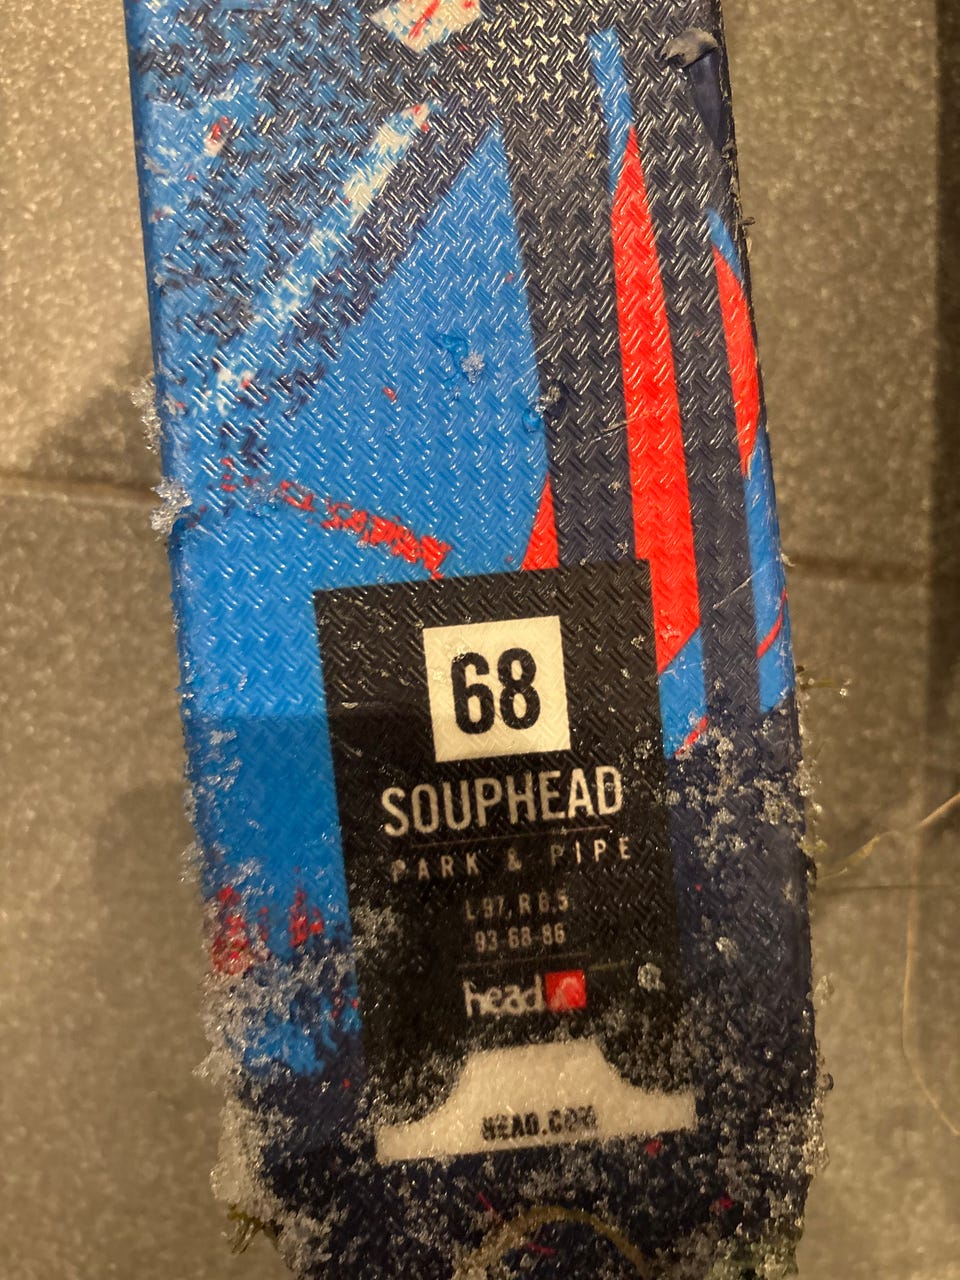 68
SOUPHEAD
PARK & PIPE
L 97, R 6.5
93-68-86
head
HEAD.COM